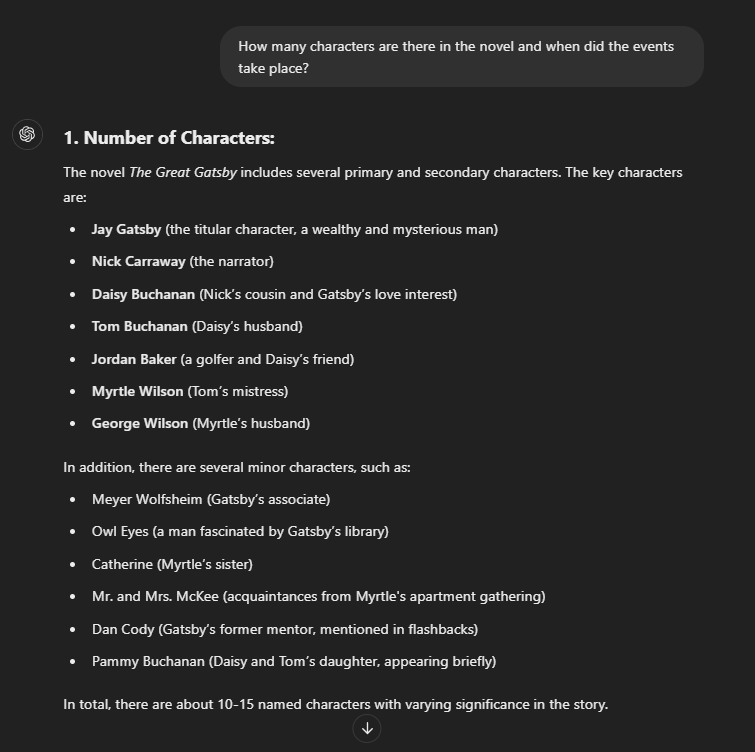 How many characters are there in the novel and when did the events
take place?
1. Number of Characters:
The novel The Great Gatsby includes several primary and secondary characters. The key characters
are:
• Jay Gatsby (the titular character, a wealthy and mysterious man)
• Nick Carraway (the narrator)
• Daisy Buchanan (Nick's cousin and Gatsby's love interest)
• Tom Buchanan (Daisy's husband)
• Jordan Baker (a golfer and Daisy's friend)
• Myrtle Wilson (Tom's mistress)
• George Wilson (Myrtle's husband)
In addition, there are several minor characters, such as:
• Meyer Wolfsheim (Gatsby's associate)
• Owl Eyes (a man fascinated by Gatsby's library)
• Catherine (Myrtle's sister)
• Mr. and Mrs. McKee (acquaintances from Myrtle's apartment gathering)
• Dan Cody (Gatsby's former mentor, mentioned in flashbacks)
• Pammy Buchanan (Daisy and Tom's daughter, appearing briefly)
In total, there are about 10-15 named characters with varying significance in the story.